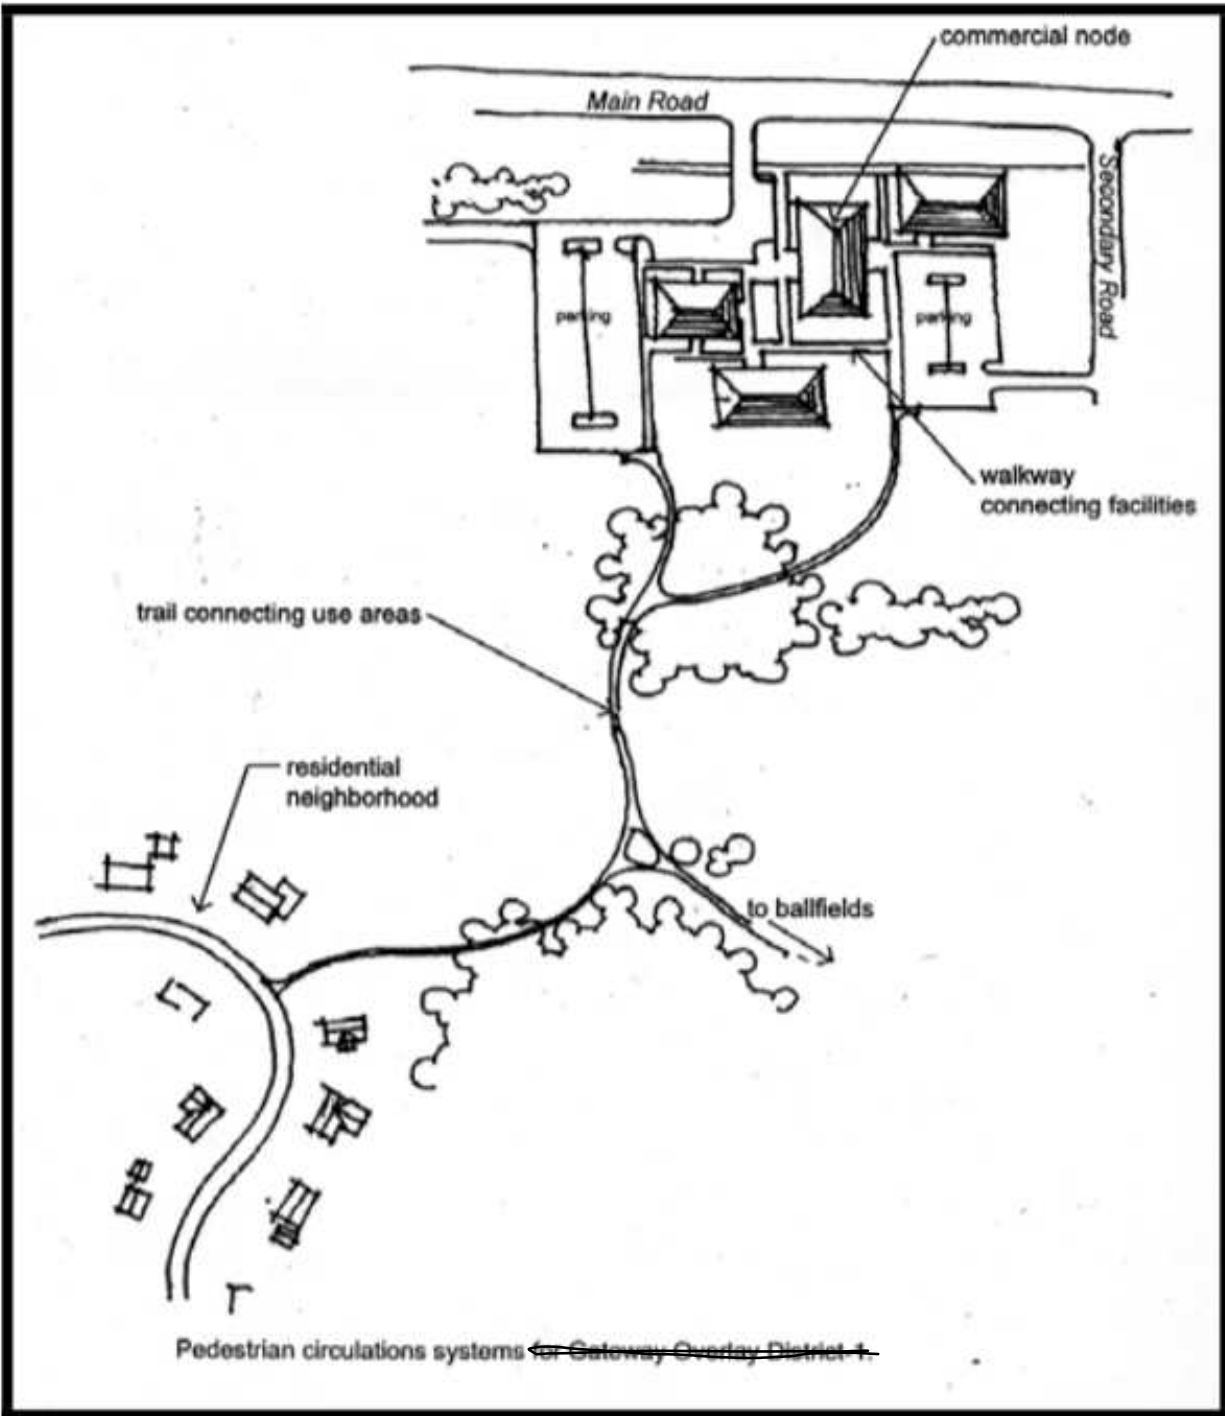 commercial node
Main Road
Secondary Road
parking
parking
walkway
connecting facilities
trail connecting use areas
residential
neighborhood
to ballfields
Pedestrian circulations systems for Gateway Overlay District-1.